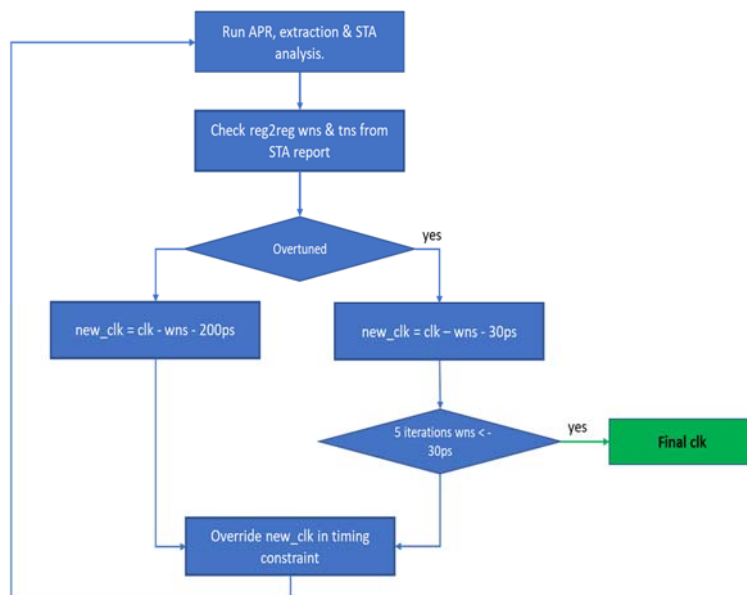 Run APR, extraction & STA
analysis.
Check reg2reg wns & tns from
STA report
Overtuned
yes
new_clk = clk - wns - 200ps
new_clk = clk – wns - 30ps
5 iterations wns < -
30ps
yes
Final clk
Override new_clk in timing
constraint